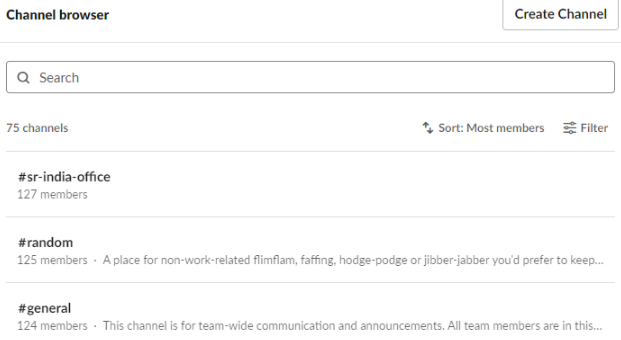 Channel browser
Create Channel
Search
75 channels
Sort: Most members
Filter
#sr-india-office
127 members
#random
125 members · A place for non-work-related flimflam, faffing, hodge-podge or jibber-jabber you'd prefer to keep...
#general
124 members · This channel is for team-wide communication and announcements. All team members are in this...